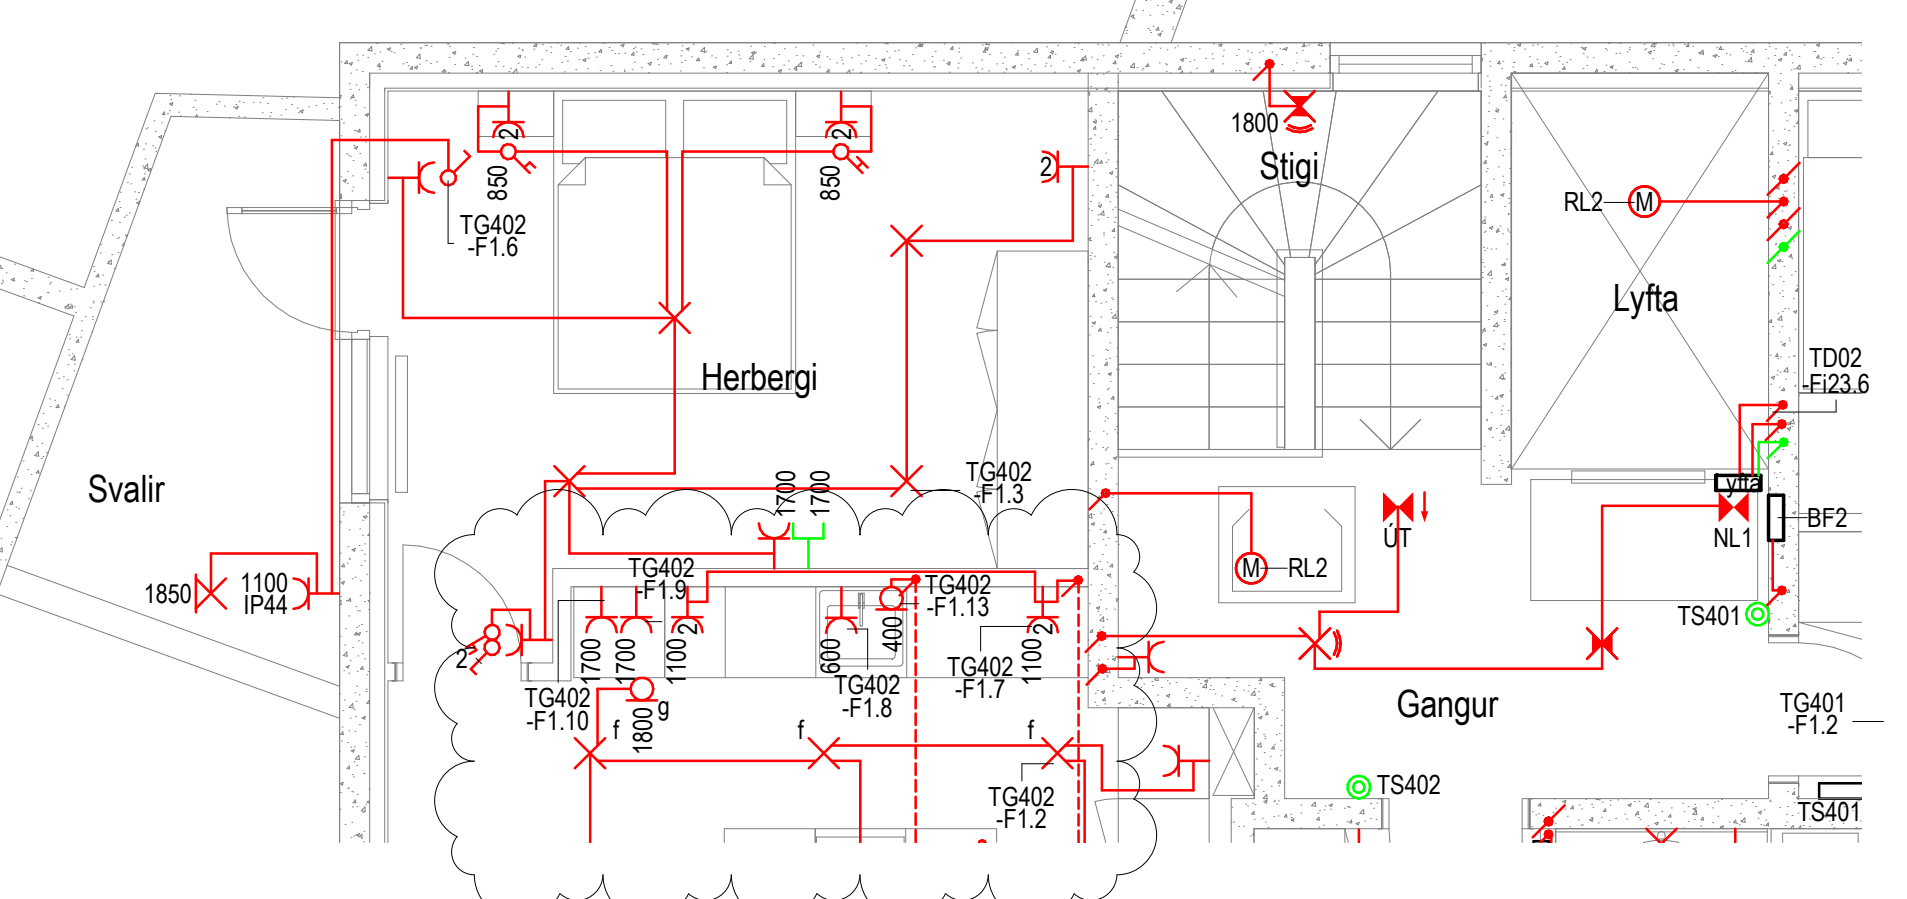 2
2
850
850
2
TG402
-F1.6
1800
Stigi
RL2
M
Lyfta
Herbergi
TD02
-Fi23.6
Svalir
1700
1700
TG402
-F1.3
lyfta
BF2
ÚT
NL1
M
RL2
1850
1100
IP44
TG402
-F1.9
TG402
-F1.13
TS401
2
1700
1700
1100
2
600
400
1100
2
TG402
-F1.10
TG402
-F1.8
TG402
-F1.7
Gangur
g
1800
f
f
f
TG401
-F1.2
TG402
-F1.2
TS402
TS401